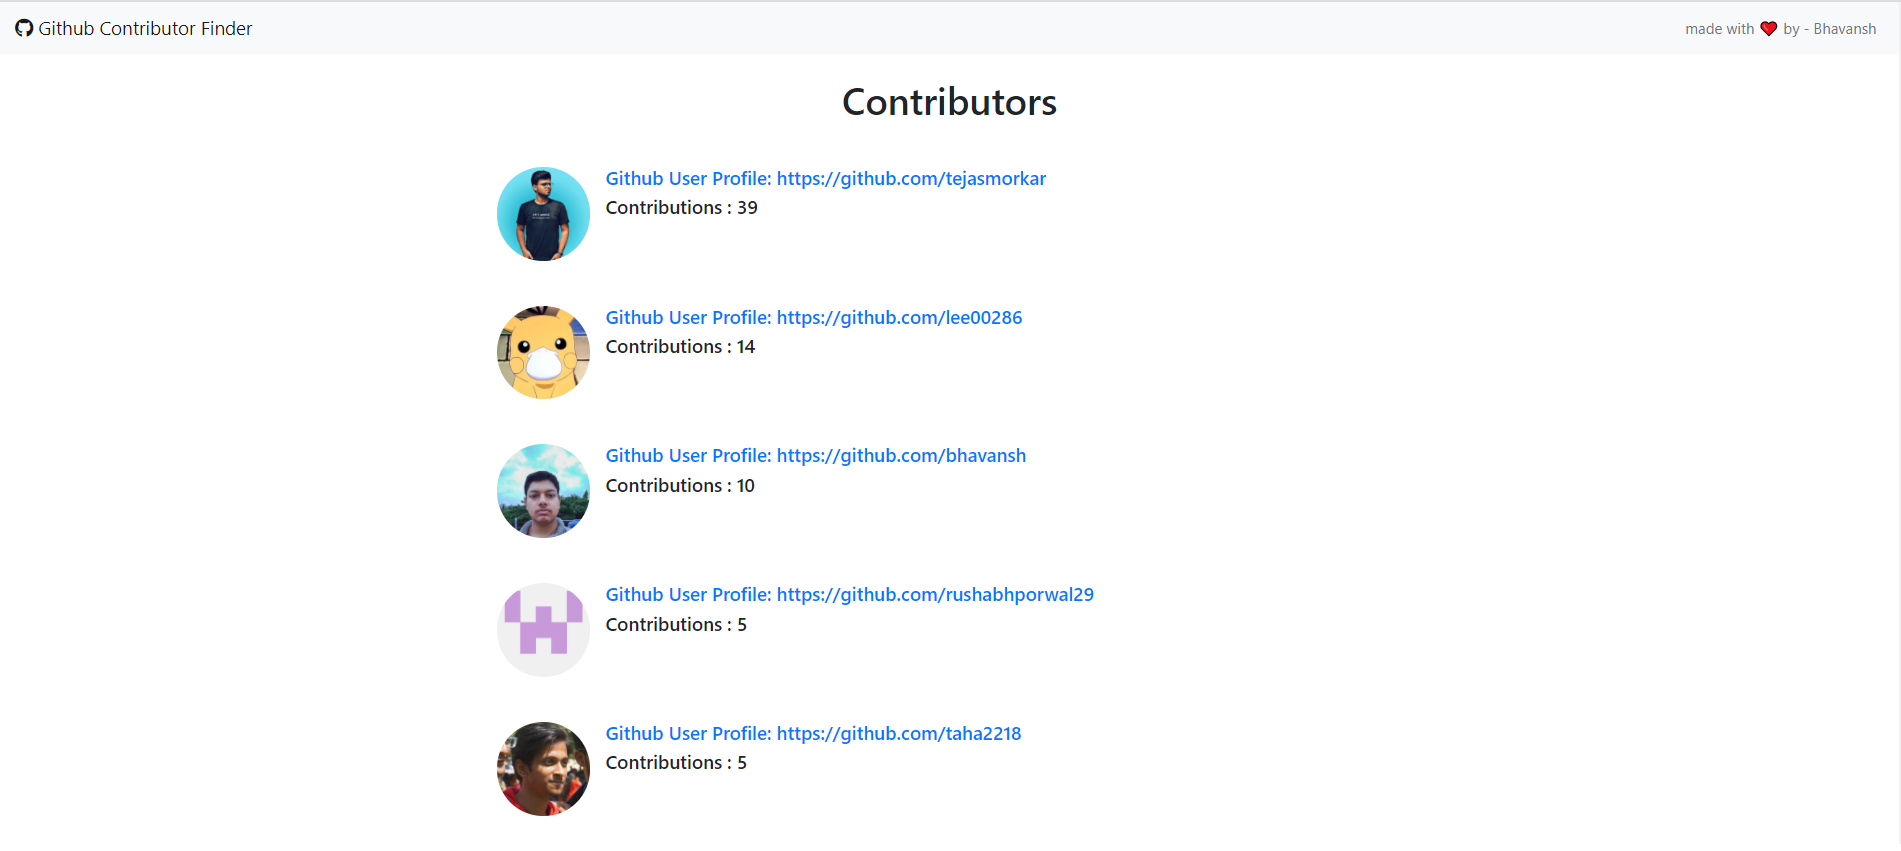 Github Contributor Finder
made with ❤️ by - Bhavansh
Contributors
Github User Profile: https://github.com/tejasmorkar
Contributions : 39
Github User Profile: https://github.com/lee00286
Contributions : 14
Github User Profile: https://github.com/bhavansh
Contributions : 10
Github User Profile: https://github.com/rushabhporwal29
Contributions : 5
Github User Profile: https://github.com/taha2218
Contributions : 5